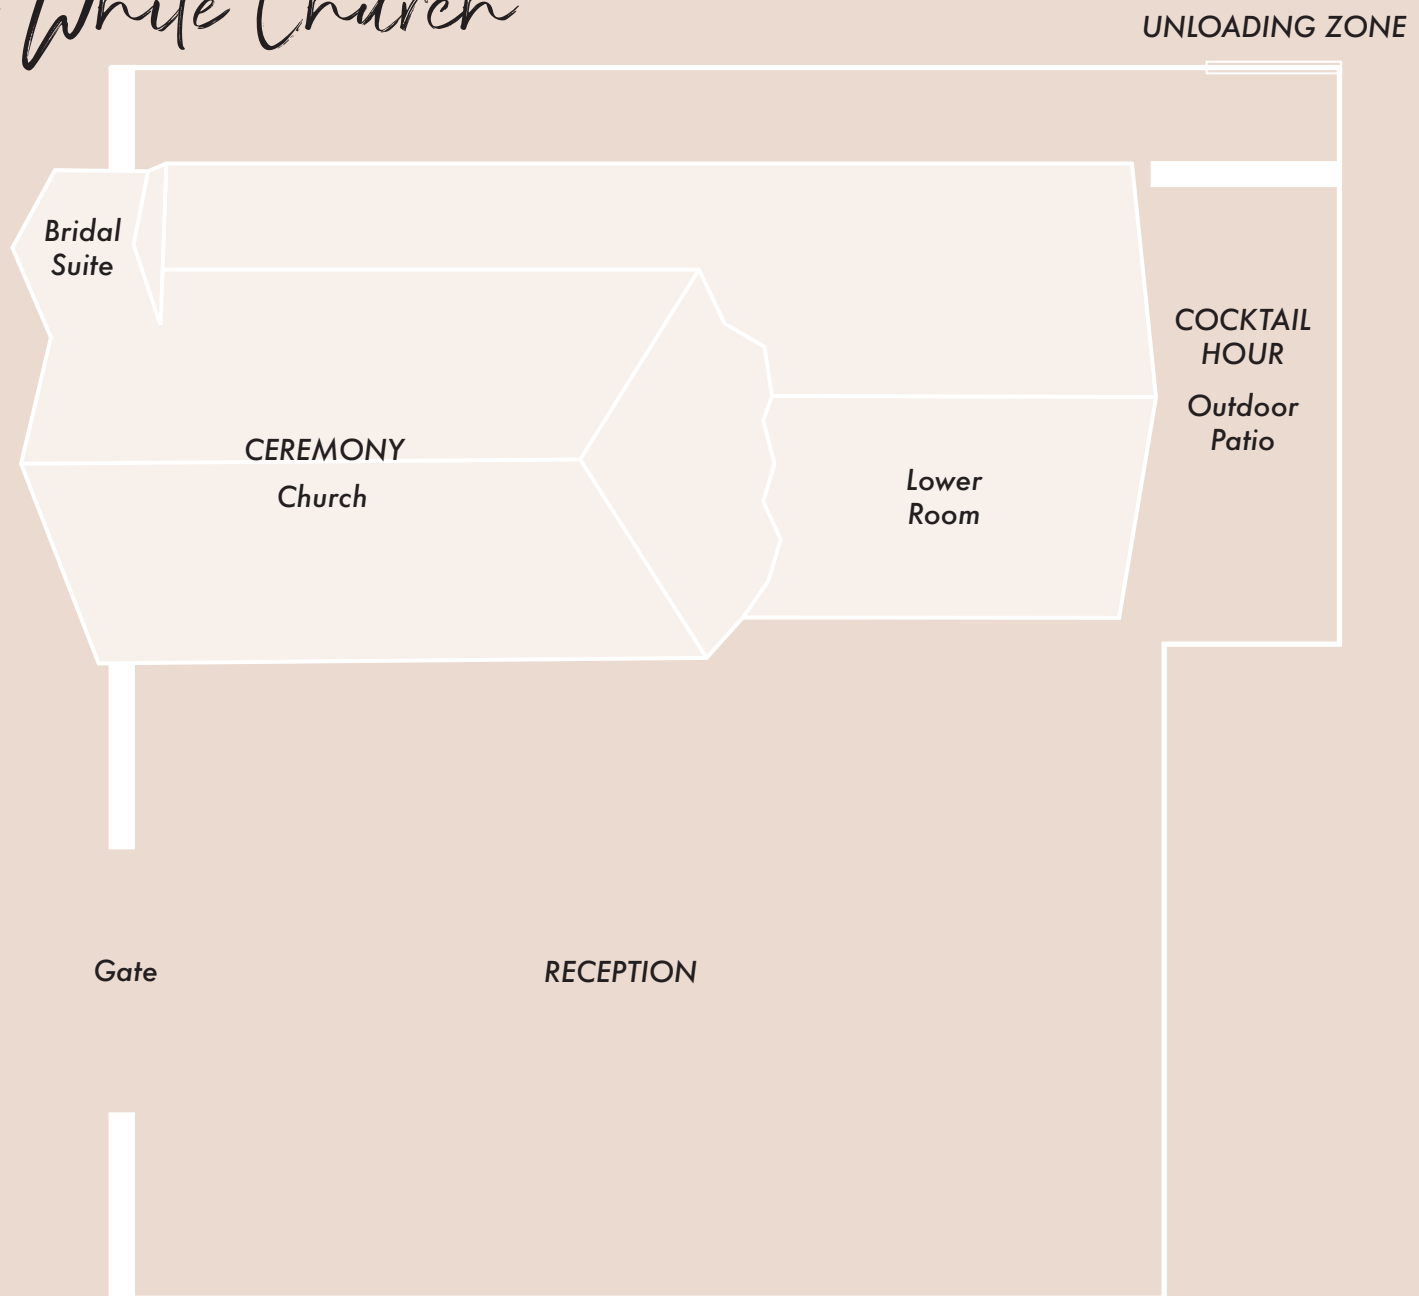 White Church
UNLOADING ZONE
Bridal
Suite
COCKTAIL
HOUR
Outdoor
Patio
CEREMONY
Church
Lower
Room
Gate
RECEPTION